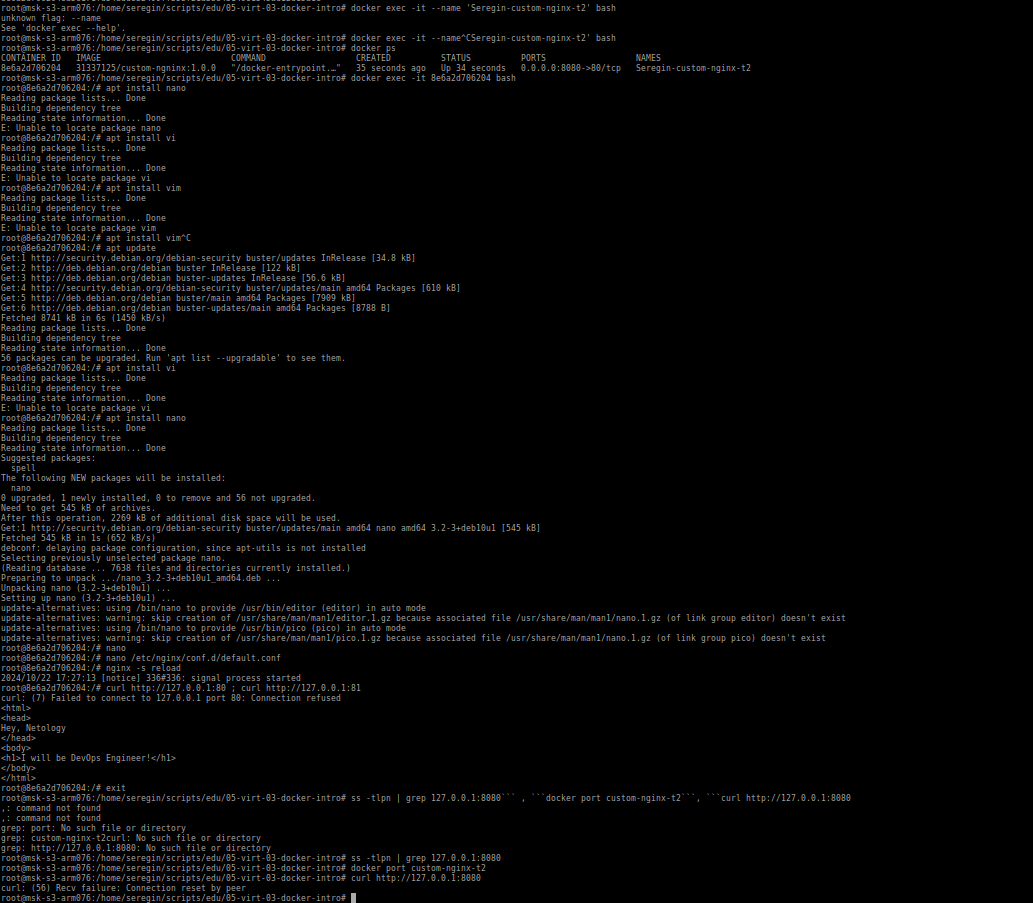 root@msk-s3-arm076:/home/seregin/scripts/edu/05-virt-03-docker-intro# docker exec -it --name 'Seregin-custom-nginx-t2' bash
unknown flag: --name
See 'docker exec --help'.
root@msk-s3-arm076:/home/seregin/scripts/edu/05-virt-03-docker-intro# docker exec -it --name^CSeregin-custom-nginx-t2' bash
root@msk-s3-arm076:/home/seregin/scripts/edu/05-virt-03-docker-intro# docker ps
CONTAINER ID   IMAGE                          COMMAND                  CREATED          STATUS          PORTS                  NAMES
8e6a2d706204   31337125/custom-ngninx:1.0.0   "/docker-entrypoint.…"   35 seconds ago   Up 34 seconds   0.0.0.0:8080->80/tcp   Seregin-custom-nginx-t2
root@msk-s3-arm076:/home/seregin/scripts/edu/05-virt-03-docker-intro# docker exec -it 8e6a2d706204 bash
root@8e6a2d706204:/# apt install nano
Reading package lists... Done
Building dependency tree
Reading state information... Done
E: Unable to locate package nano
root@8e6a2d706204:/# apt install vi
Reading package lists... Done
Building dependency tree
Reading state information... Done
E: Unable to locate package vi
root@8e6a2d706204:/# apt install vim
Reading package lists... Done
Building dependency tree
Reading state information... Done
E: Unable to locate package vim
root@8e6a2d706204:/# apt install vim^C
root@8e6a2d706204:/# apt update
Get:1 http://security.debian.org/debian-security buster/updates InRelease [34.8 kB]
Get:2 http://deb.debian.org/debian buster InRelease [122 kB]
Get:3 http://deb.debian.org/debian buster-updates InRelease [56.6 kB]
Get:4 http://security.debian.org/debian-security buster/updates/main amd64 Packages [610 kB]
Get:5 http://deb.debian.org/debian buster/main amd64 Packages [7909 kB]
Get:6 http://deb.debian.org/debian buster-updates/main amd64 Packages [8788 B]
Fetched 8741 kB in 6s (1450 kB/s)
Reading package lists... Done
Building dependency tree
Reading state information... Done
56 packages can be upgraded. Run 'apt list --upgradable' to see them.
root@8e6a2d706204:/# apt install vi
Reading package lists... Done
Building dependency tree
Reading state information... Done
E: Unable to locate package vi
root@8e6a2d706204:/# apt install nano
Reading package lists... Done
Building dependency tree
Reading state information... Done
Suggested packages:
  spell
The following NEW packages will be installed:
  nano
0 upgraded, 1 newly installed, 0 to remove and 56 not upgraded.
Need to get 545 kB of archives.
After this operation, 2269 kB of additional disk space will be used.
Get:1 http://security.debian.org/debian-security buster/updates/main amd64 nano amd64 3.2-3+deb10u1 [545 kB]
Fetched 545 kB in 1s (652 kB/s)
debconf: delaying package configuration, since apt-utils is not installed
Selecting previously unselected package nano.
(Reading database ... 7638 files and directories currently installed.)
Preparing to unpack .../nano_3.2-3+deb10u1_amd64.deb ...
Unpacking nano (3.2-3+deb10u1) ...
Setting up nano (3.2-3+deb10u1) ...
update-alternatives: using /bin/nano to provide /usr/bin/editor (editor) in auto mode
update-alternatives: warning: skip creation of /usr/share/man/man1/editor.1.gz because associated file /usr/share/man/man1/nano.1.gz (of link group editor) doesn't exist
update-alternatives: using /bin/nano to provide /usr/bin/pico (pico) in auto mode
update-alternatives: warning: skip creation of /usr/share/man/man1/pico.1.gz because associated file /usr/share/man/man1/nano.1.gz (of link group pico) doesn't exist
root@8e6a2d706204:/# nano
root@8e6a2d706204:/# nano /etc/nginx/conf.d/default.conf
root@8e6a2d706204:/# nginx -s reload
2024/10/22 17:27:13 [notice] 336#336: signal process started
root@8e6a2d706204:/# curl http://127.0.0.1:80 ; curl http://127.0.0.1:81
curl: (7) Failed to connect to 127.0.0.1 port 80: Connection refused
<html>
<head>
Hey, Netology
</head>
<body>
<h1>I will be DevOps Engineer!</h1>
</body>
</html>
root@8e6a2d706204:/# exit
root@msk-s3-arm076:/home/seregin/scripts/edu/05-virt-03-docker-intro# ss -tlpn | grep 127.0.0.1:8080``` , ```docker port custom-nginx-t2```, ```curl http://127.0.0.1:8080
,: command not found
,: command not found
grep: port: No such file or directory
grep: custom-nginx-t2curl: No such file or directory
grep: http://127.0.0.1:8080: No such file or directory
root@msk-s3-arm076:/home/seregin/scripts/edu/05-virt-03-docker-intro# ss -tlpn | grep 127.0.0.1:8080
root@msk-s3-arm076:/home/seregin/scripts/edu/05-virt-03-docker-intro# docker port custom-nginx-t2
root@msk-s3-arm076:/home/seregin/scripts/edu/05-virt-03-docker-intro# curl http://127.0.0.1:8080
curl: (56) Recv failure: Connection reset by peer
root@msk-s3-arm076:/home/seregin/scripts/edu/05-virt-03-docker-intro#